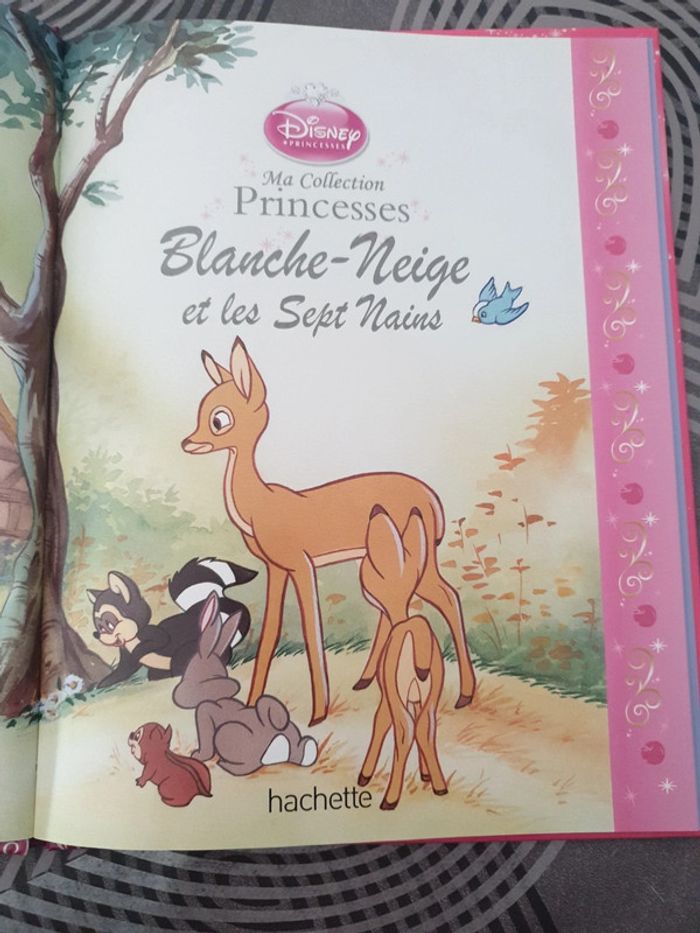 Disney
PRINCESSES
Ma Collection
Princesses
Blanche-Neige
et les Sept Nains
hachette